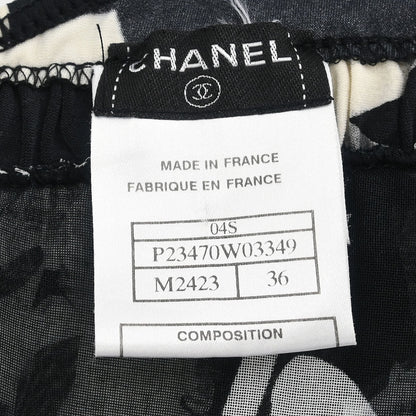 CHANEL
MADE IN FRANCE
FABRIQUE EN FRANCE
04S
P23470W03349
M2423 36
COMPOSITION